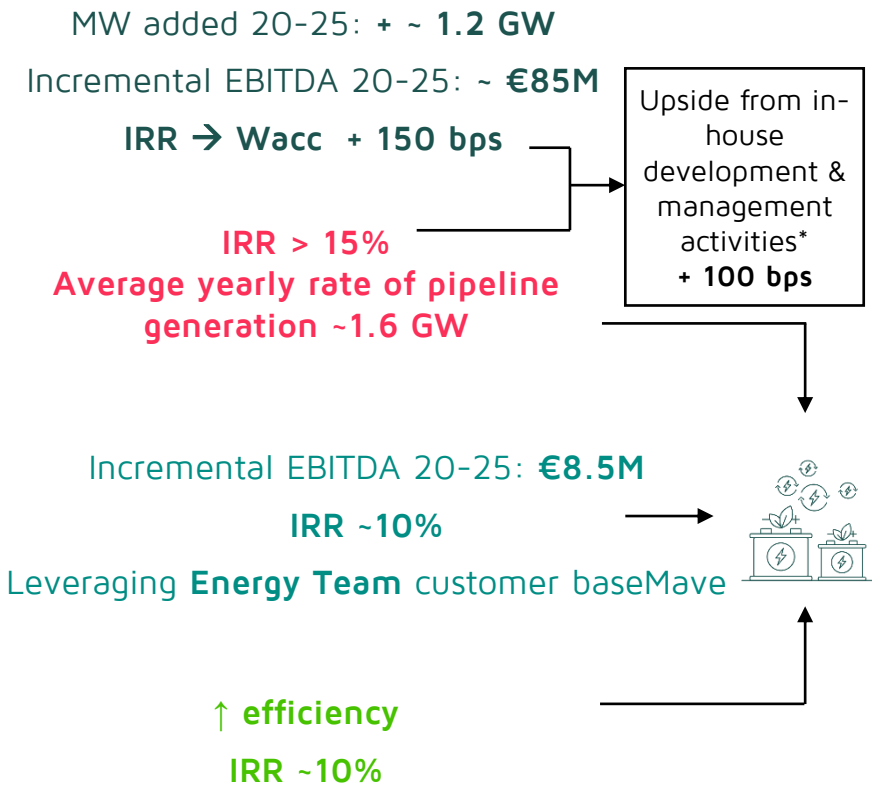 MW added 20-25: + ~ 1.2 GW
Incremental EBITDA 20-25: ~ €85M
IRR → Wacc + 150 bps
Upside from in-
house
development &
management
activities*
+ 100 bps
IRR > 15%
Average yearly rate of pipeline
generation ~1.6 GW
Incremental EBITDA 20-25: €8.5M
IRR ~10%
Leveraging Energy Team customer baseMave
↑ efficiency
IRR ~10%